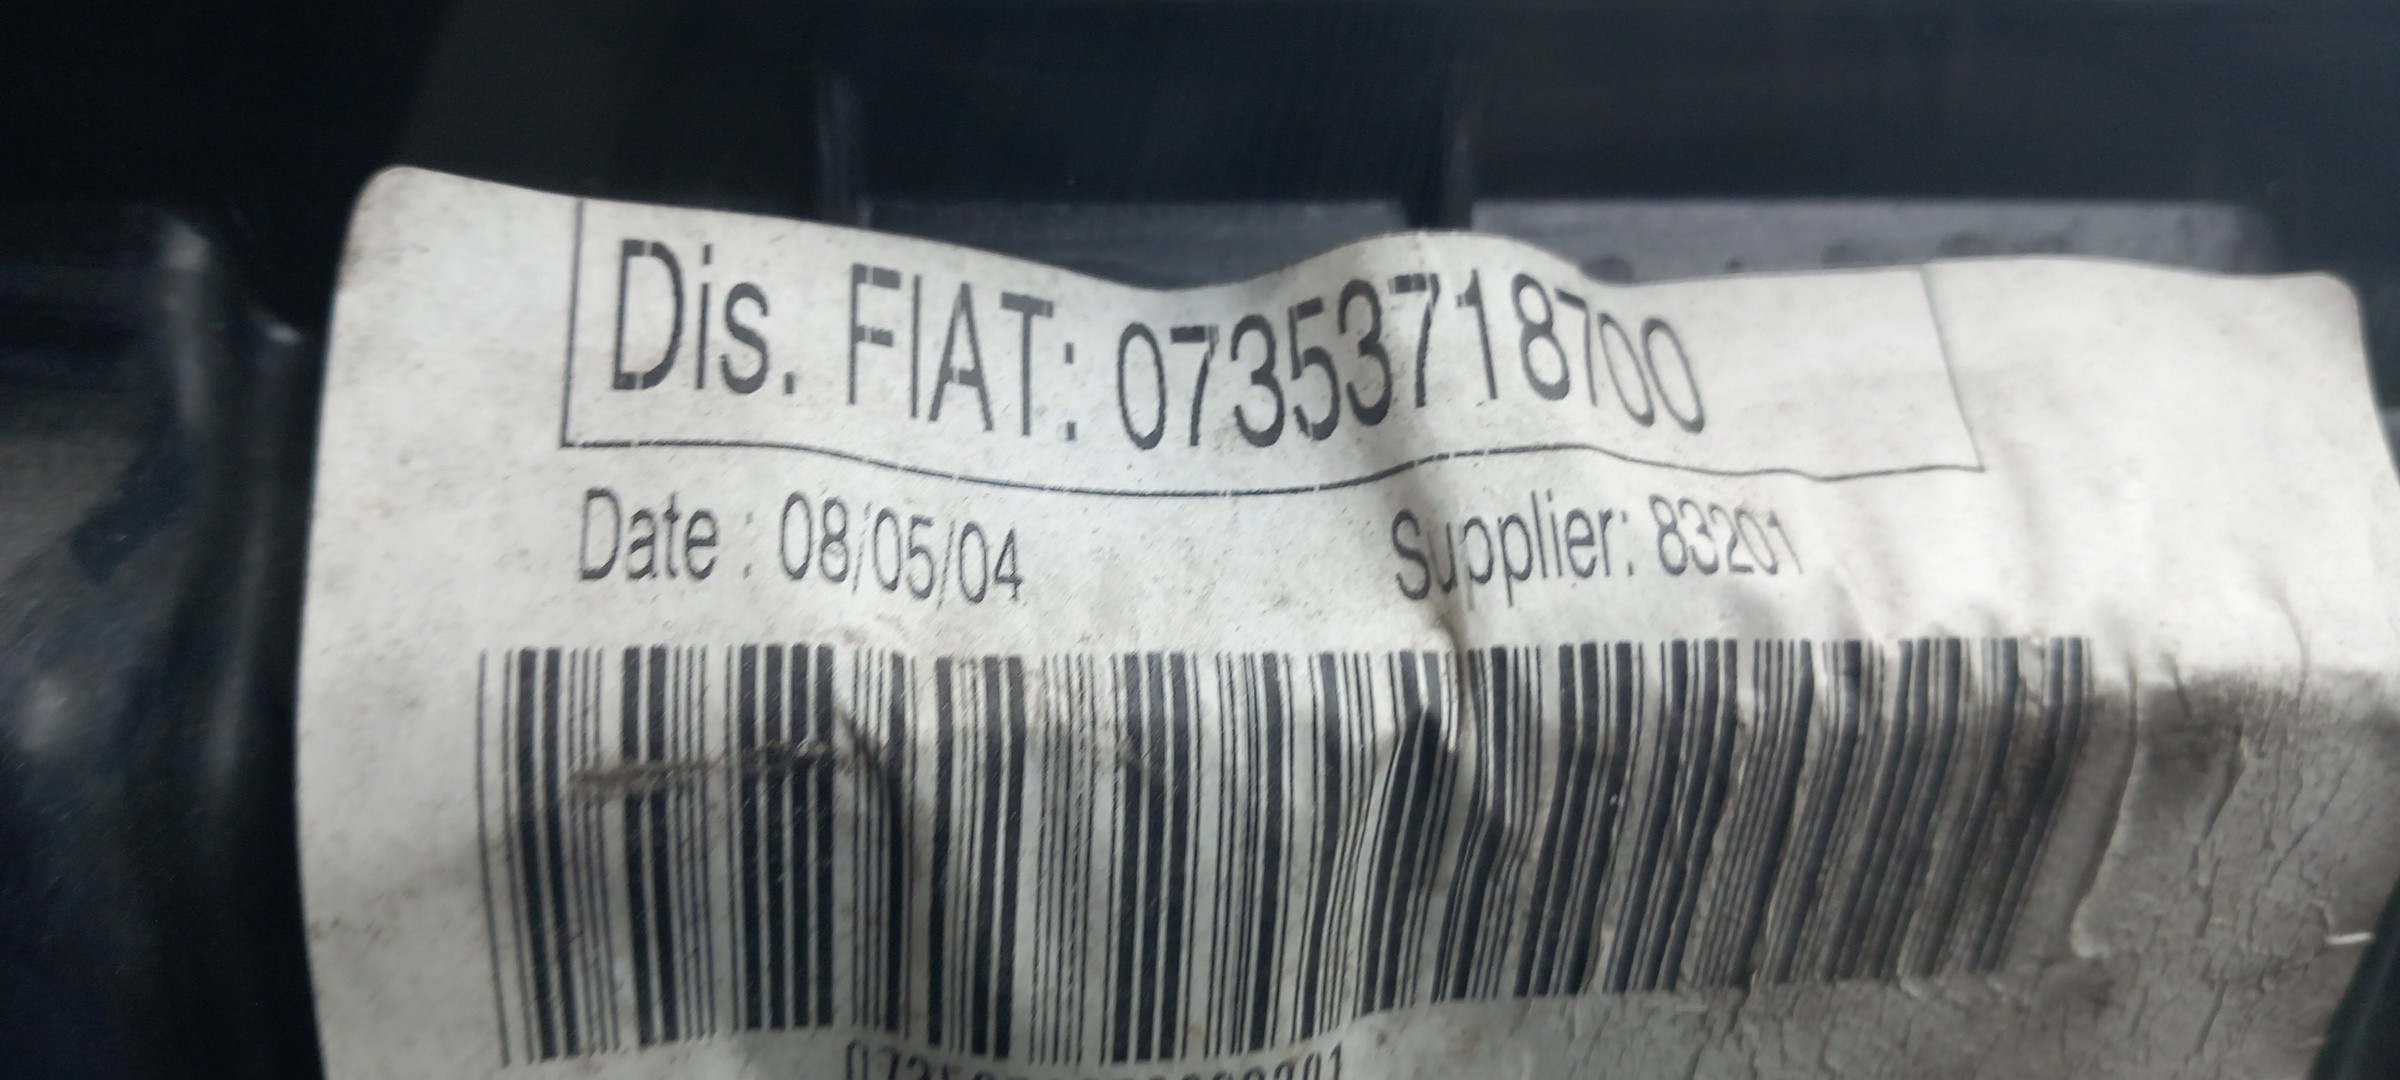 Dis. FIAT: 07353718700
Date : 08/05/04
Supplier: 83201